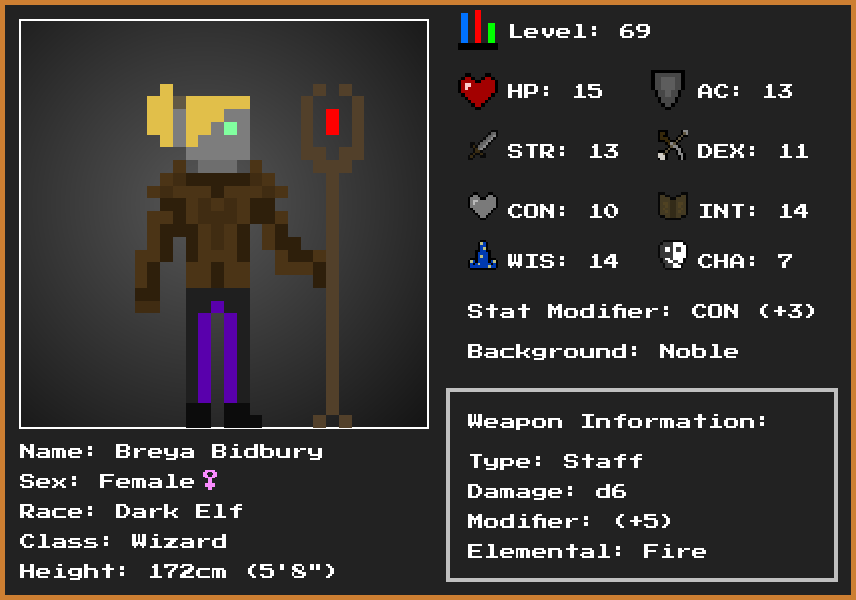 Level: 69
HP: 15 AC: 13
STR: 13 DEX: 11
CON: 10 INT: 14
WIS: 14 CHA: 7
Stat Modifier: CON (+3)
Background: Noble
Weapon Information:
Type: Staff
Damage: d6
Modifier: (+5)
Elemental: Fire
Name: Breya Bidbury
Sex: Female♀
Race: Dark Elf
Class: Wizard
Height: 172cm (5'8")